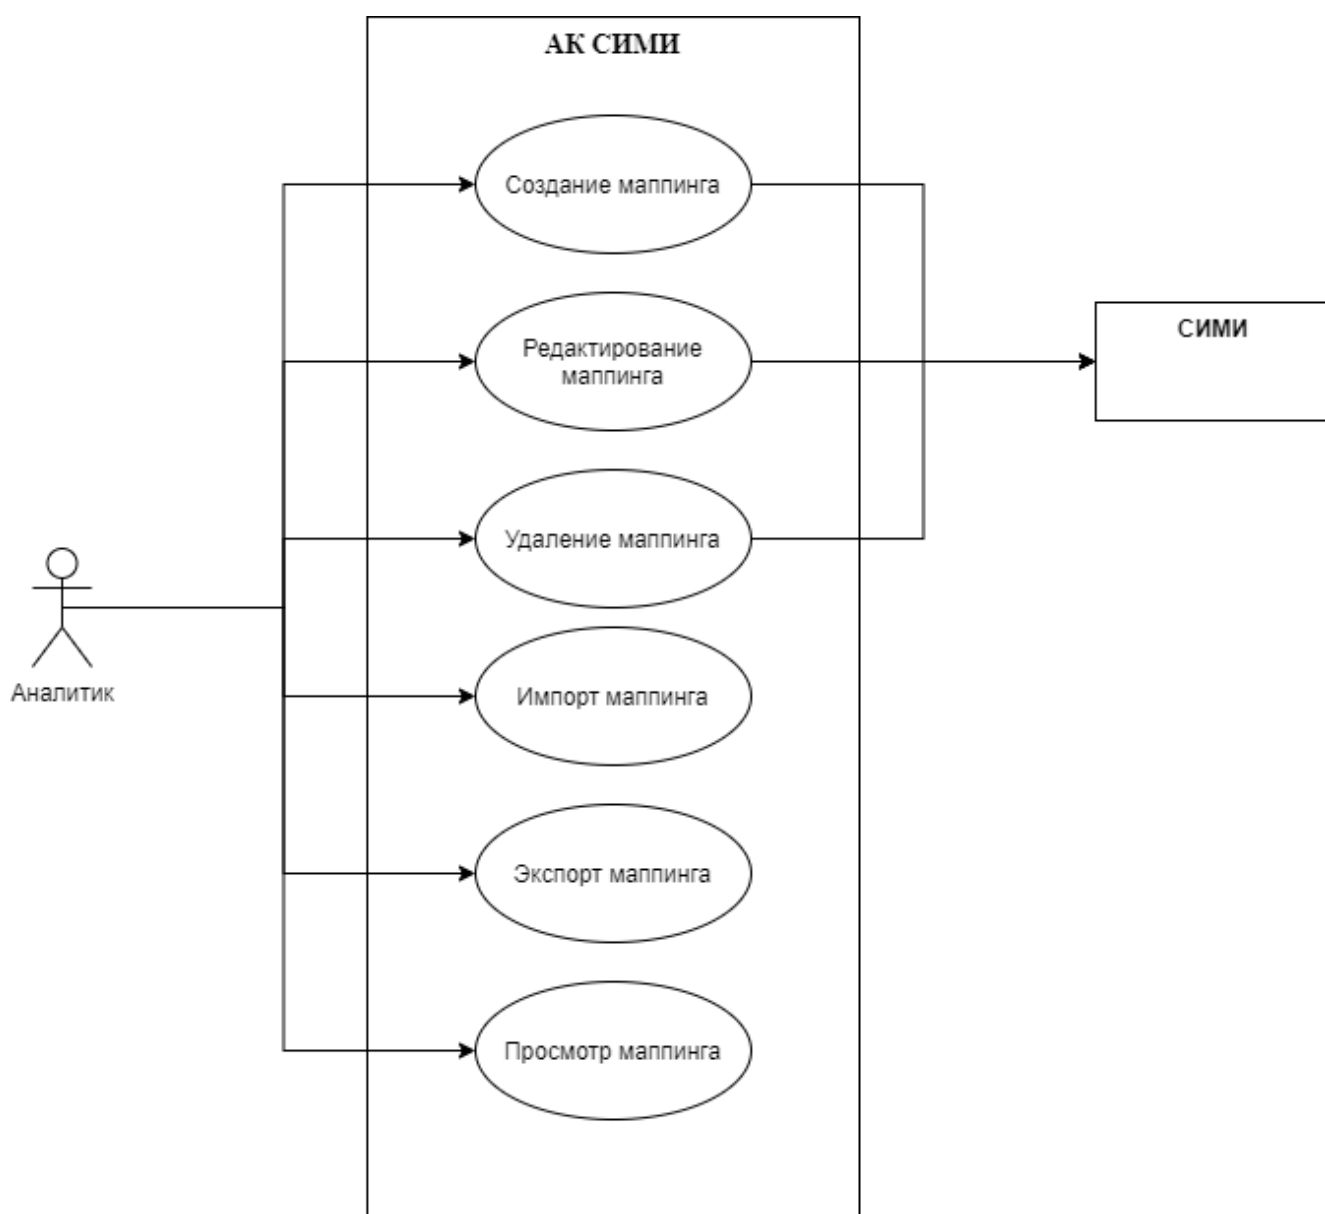 АК СИМИ
Создание маппинга
Редактирование
маппинга
СИМИ
Удаление маппинга
Аналитик
Импорт маппинга
Экспорт маппинга
Просмотр маппинга